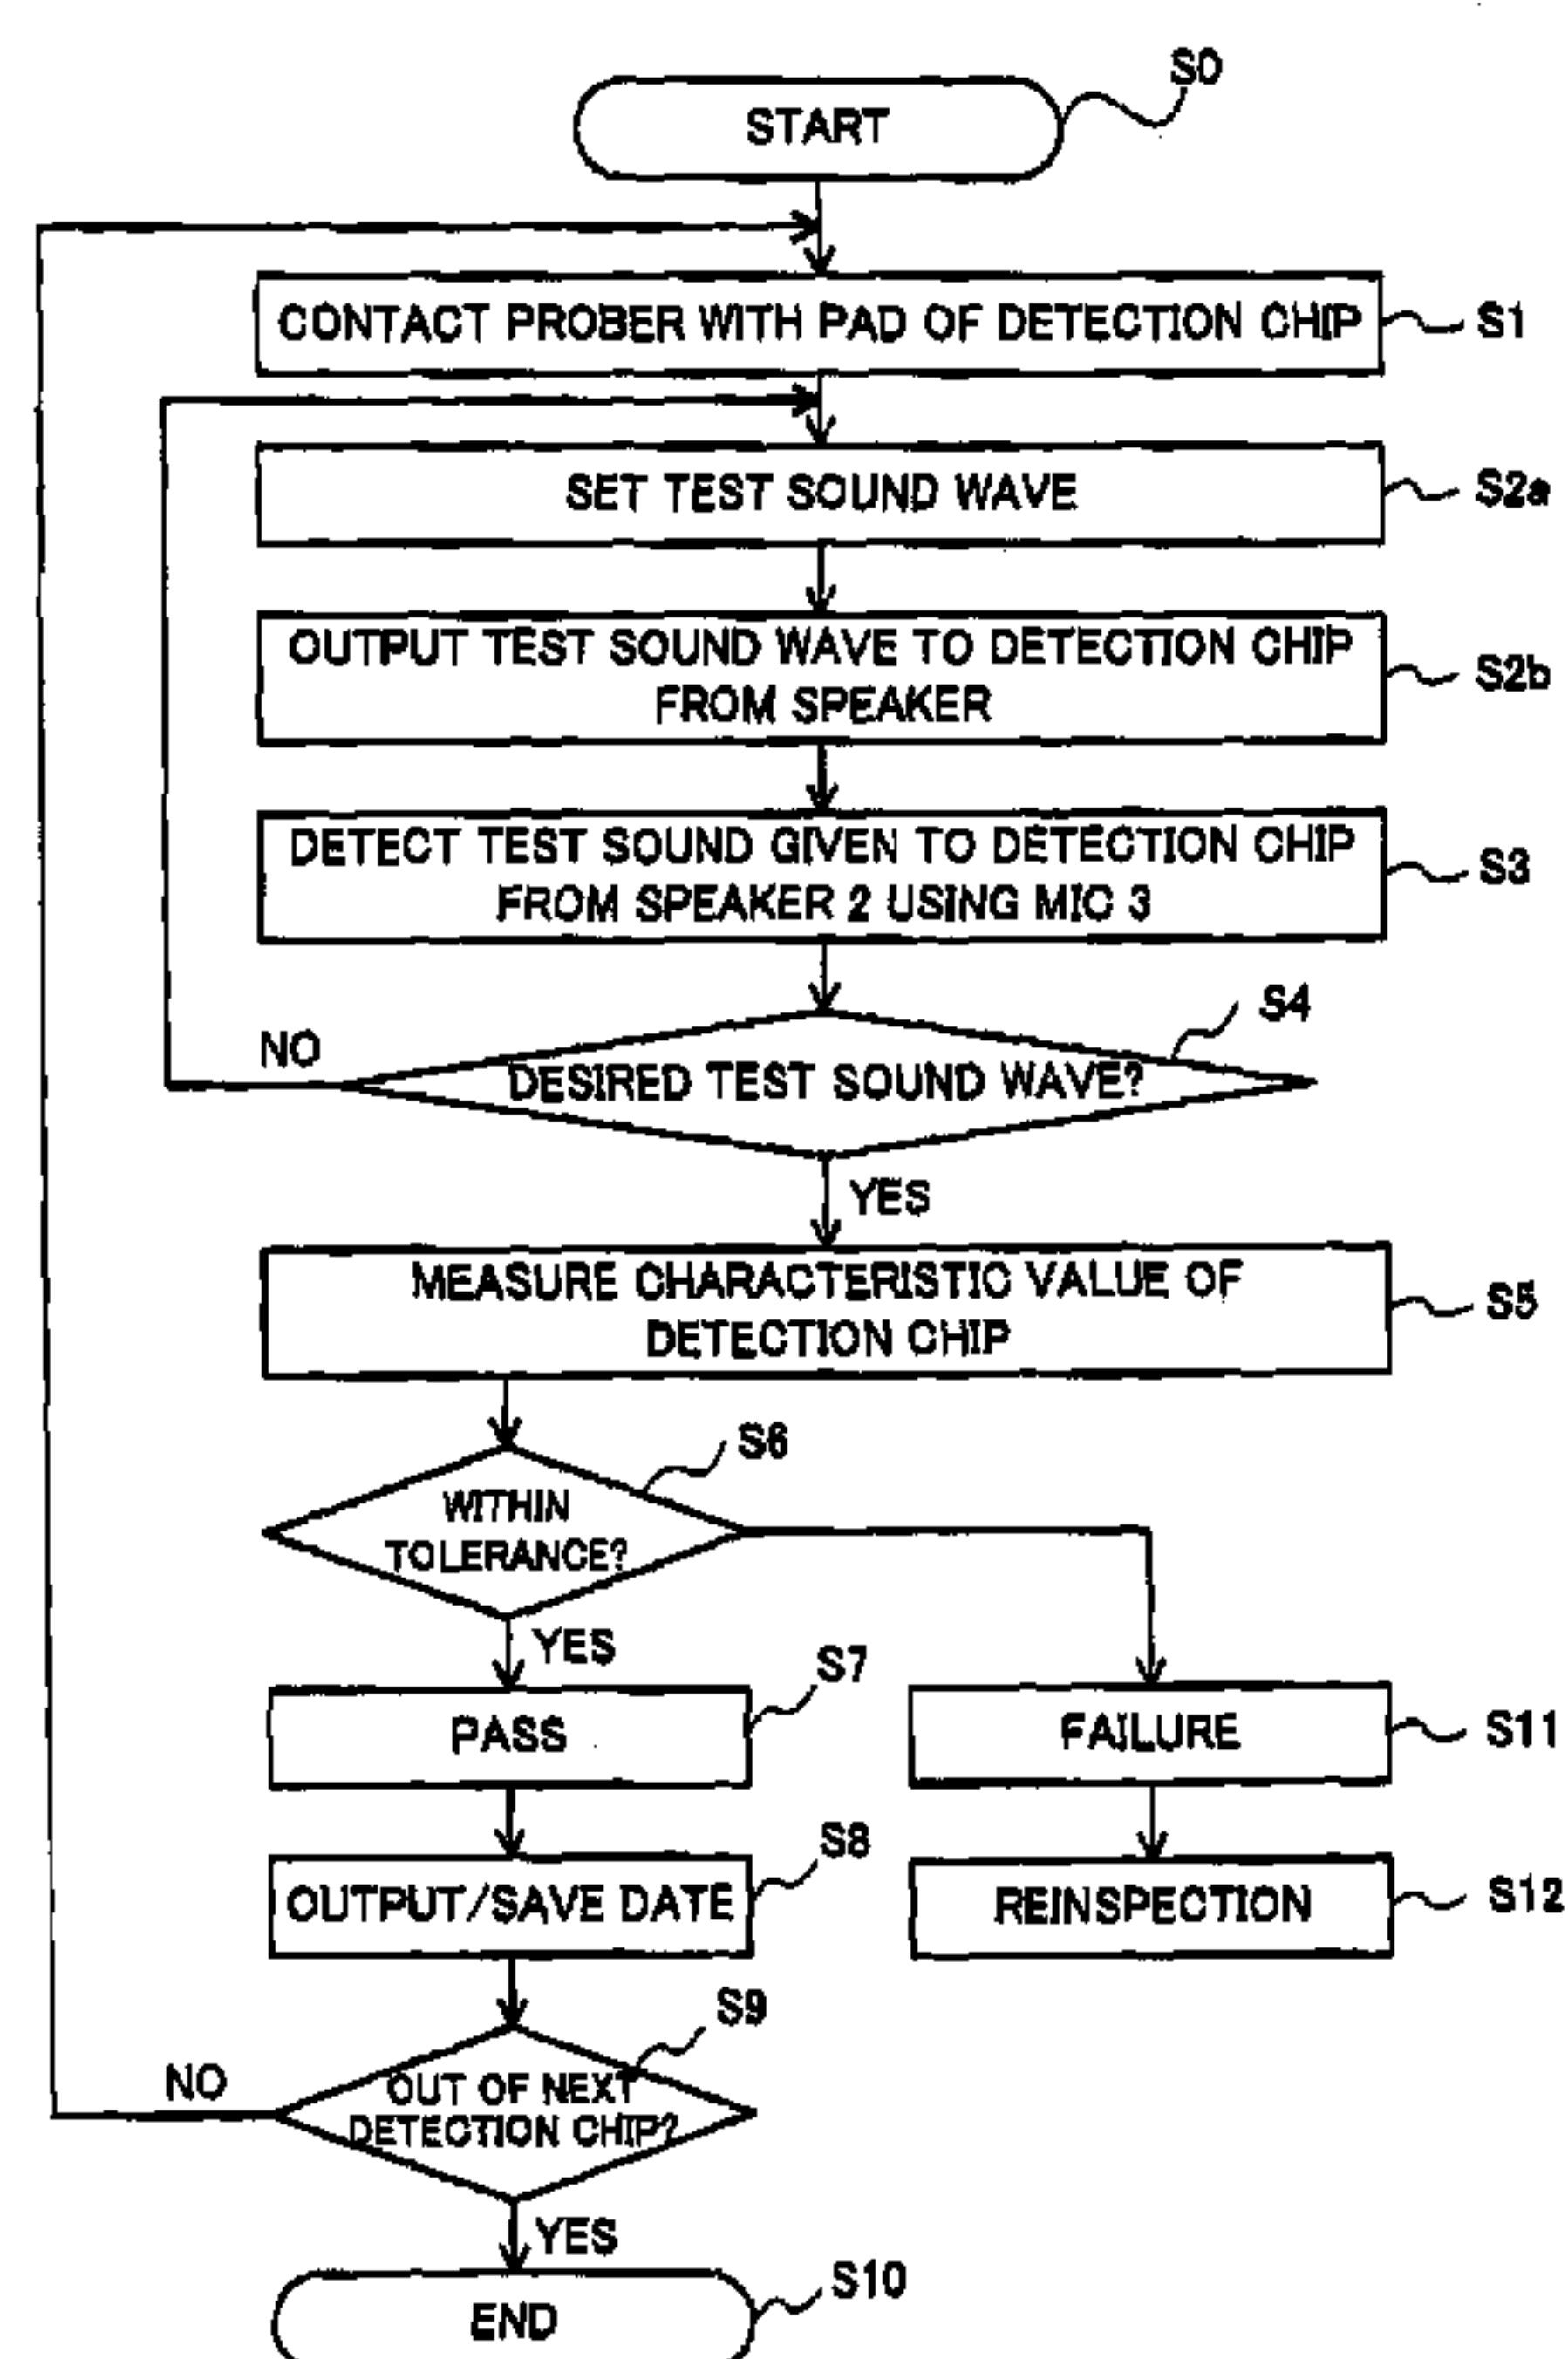 S0
START
CONTACT PROBER WITH PAD OF DETECTION CHIP
S1
SET TEST SOUND WAVE
S2a
OUTPUT TEST SOUND WAVE TO DETECTION CHIP
FROM SPEAKER
S2b
DETECT TEST SOUND GIVEN TO DETECTION CHIP
FROM SPEAKER 2 USING MIC 3
S3
S4
NO
DESIRED TEST SOUND WAVE?
YES
MEASURE CHARACTERISTIC VALUE OF
DETECTION CHIP
S5
S6
WITHIN
TOLERANCE?
YES
S7
PASS
FAILURE
S11
S8
OUTPUT/SAVE DATE
REINSPECTION
S12
S9
NO
OUT OF NEXT
DETECTION CHIP?
YES
S10
END